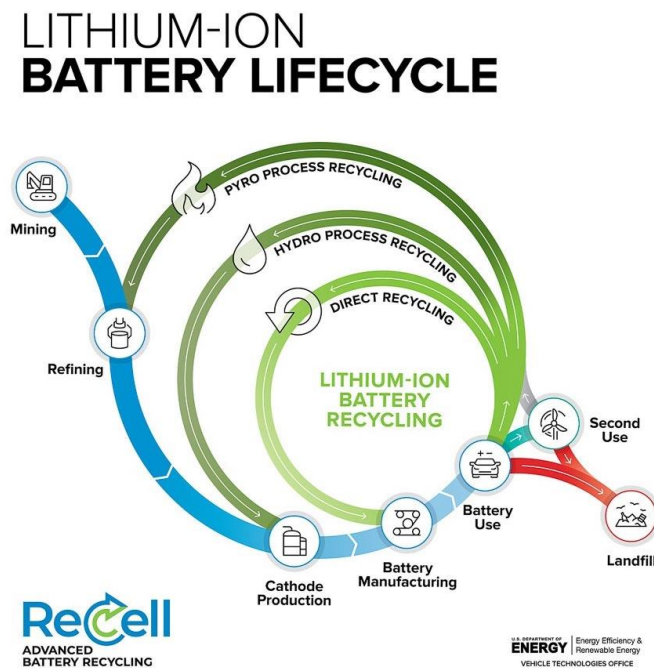 LITHIUM-ION
BATTERY LIFECYCLE
PYRO PROCESS RECYCLING
Mining
HYDRO PROCESS RECYCLING
DIRECT RECYCLING
Refining
LITHIUM-ION
BATTERY
RECYCLING
Second
Use
Battery
Use
Landfill
Battery
Manufacturing
Cathode
Production
ReCell
ADVANCED
BATTERY RECYCLING
U.S. DEPARTMENT OF
ENERGY
Energy Efficiency &
Renewable Energy
VEHICLE TECHNOLOGIES OFFICE